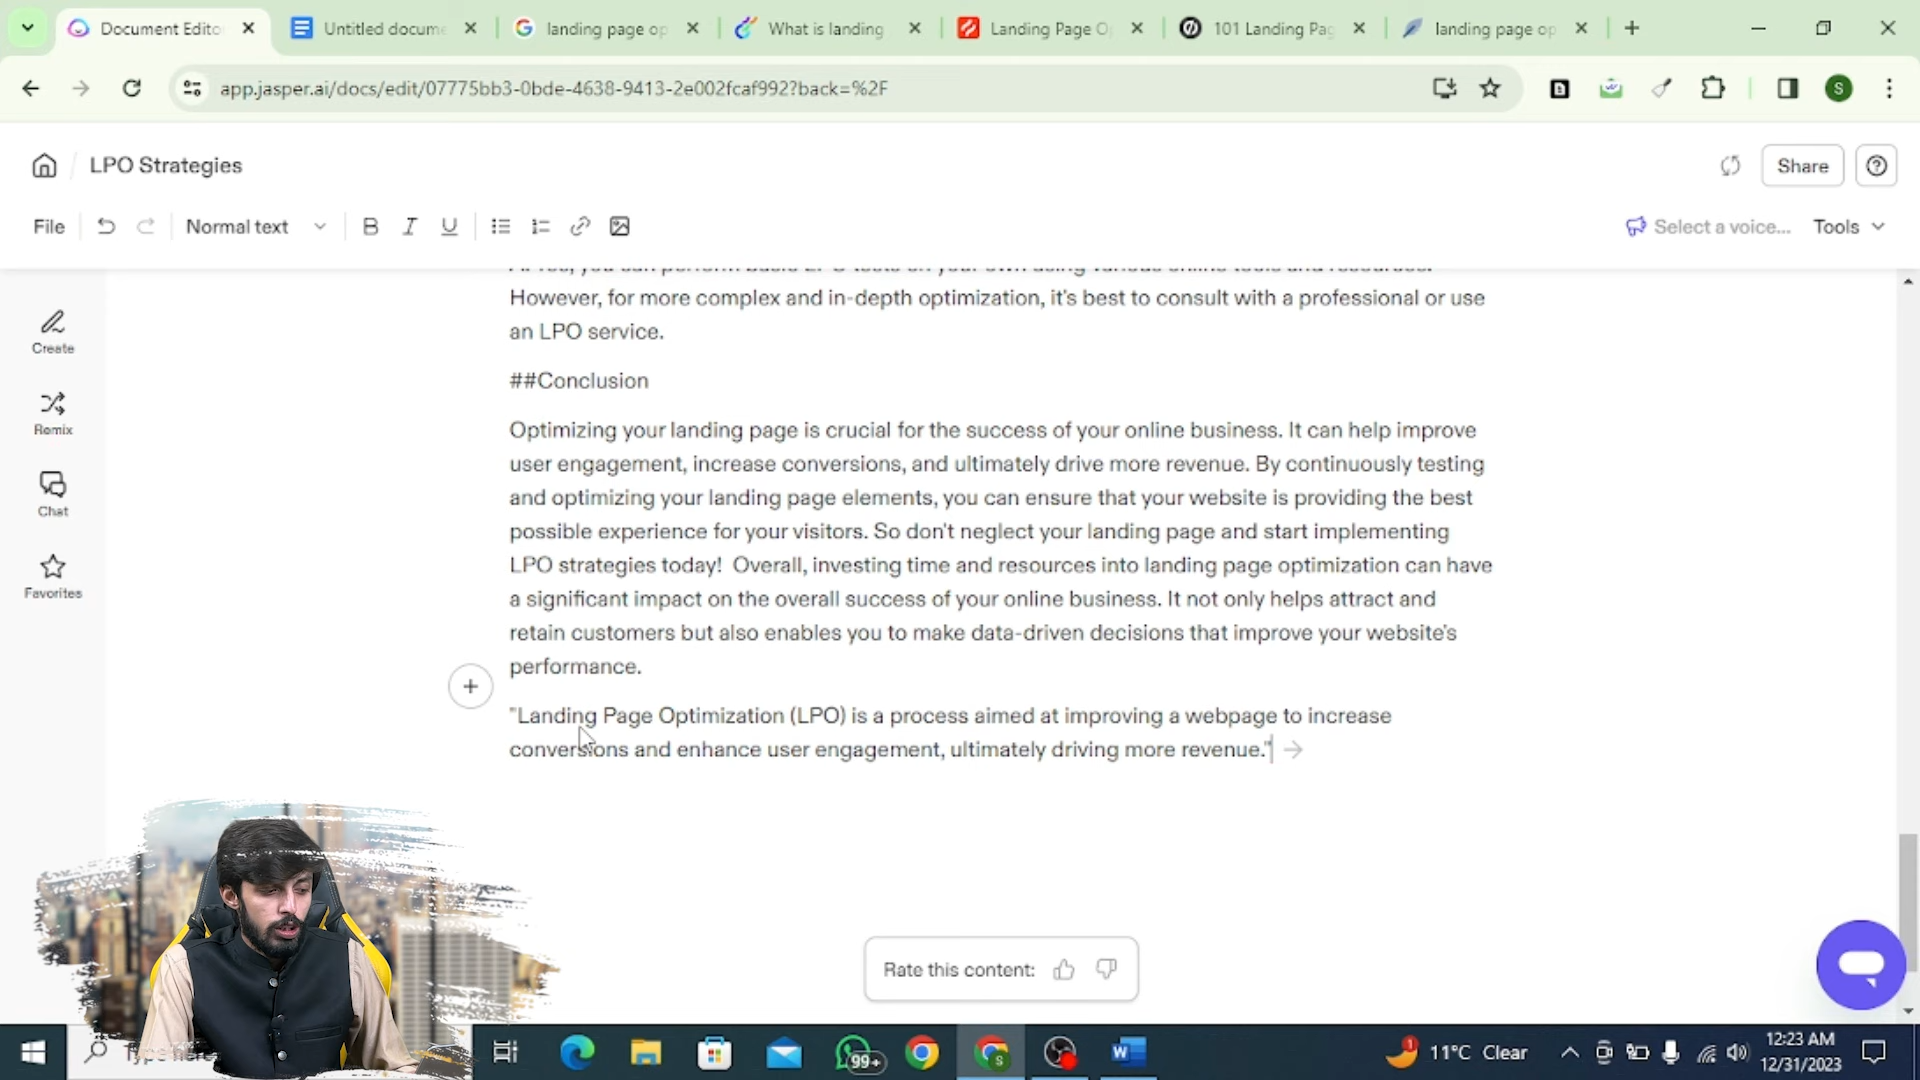 Document Edito
Untitled docume
landing page op
What is landing
Landing Page O
101 Landing Pag
landing page op
app.jasper.ai/docs/edit/07775bb3-0bde-4638-9413-2e002fcaf992?back=%2F
S
LPO Strategies
Share
File
Normal text
B I U
Select a voice...
Tools
Create
Remix
Chat
Favorites
However, for more complex and in-depth optimization, it's best to consult with a professional or use
an LPO service.
##Conclusion
Optimizing your landing page is crucial for the success of your online business. It can help improve
user engagement, increase conversions, and ultimately drive more revenue. By continuously testing
and optimizing your landing page elements, you can ensure that your website is providing the best
possible experience for your visitors. So don't neglect your landing page and start implementing
LPO strategies today!  Overall, investing time and resources into landing page optimization can have
a significant impact on the overall success of your online business. It not only helps attract and
retain customers but also enables you to make data-driven decisions that improve your website's
performance.
"Landing Page Optimization (LPO) is a process aimed at improving a webpage to increase
conversions and enhance user engagement, ultimately driving more revenue."
Rate this content:
99+
11°C Clear
12:23 AM
12/31/2023